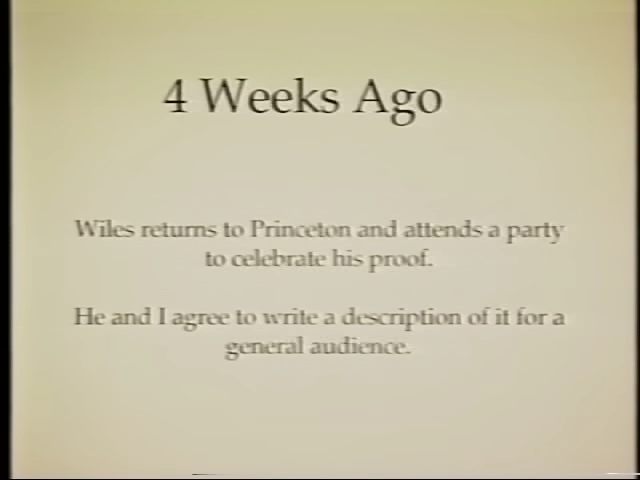 4 Weeks Ago
Wiles returns to Princeton and attends a party
to celebrate his proof.
He and I agree to write a description of it for a
general audience.